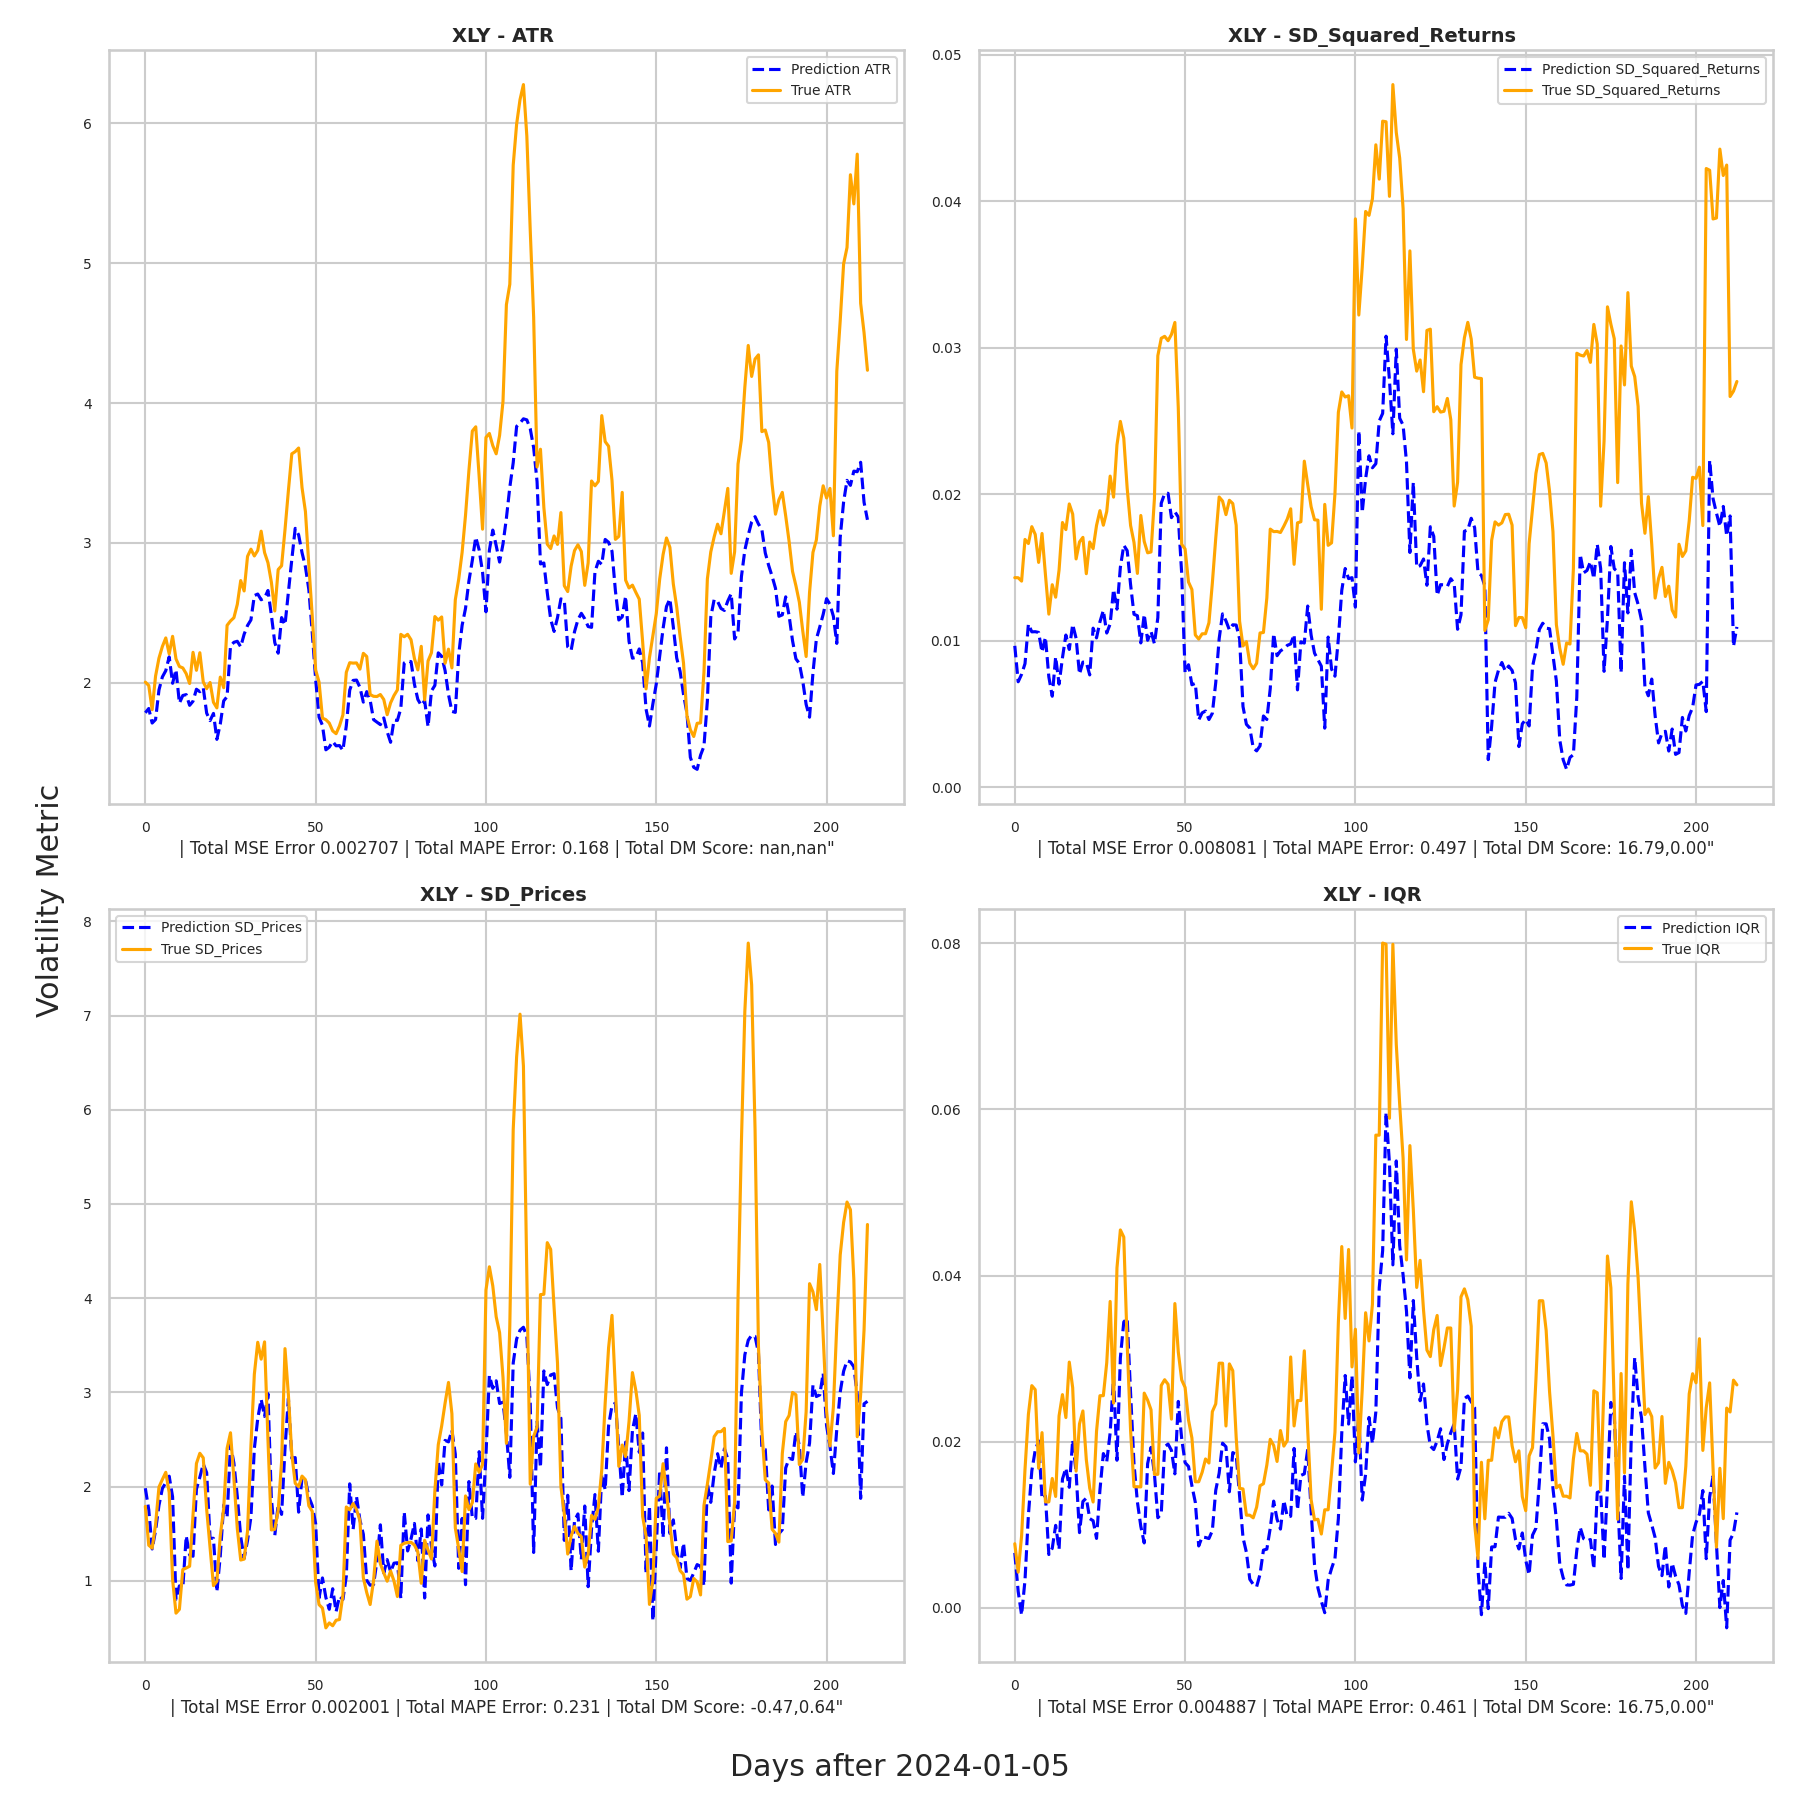 XLY - ATR
Prediction ATR
True ATR
6
5
4
3
2
0 50 100 150 200
| Total MSE Error 0.002707 | Total MAPE Error: 0.168 | Total DM Score: nan,nan"
XLY - SD_Squared_Returns
Prediction SD_Squared_Returns
True SD_Squared_Returns
0.05
0.04
0.03
0.02
0.01
0.00
0 50 100 150 200
| Total MSE Error 0.008081 | Total MAPE Error: 0.497 | Total DM Score: 16.79,0.00"
Volatility Metric
XLY - SD_Prices
Prediction SD_Prices
True SD_Prices
8
7
6
5
4
3
2
1
0 50 100 150 200
| Total MSE Error 0.002001 | Total MAPE Error: 0.231 | Total DM Score: -0.47,0.64"
XLY - IQR
Prediction IQR
True IQR
0.08
0.06
0.04
0.02
0.00
0 50 100 150 200
| Total MSE Error 0.004887 | Total MAPE Error: 0.461 | Total DM Score: 16.75,0.00"
Days after 2024-01-05